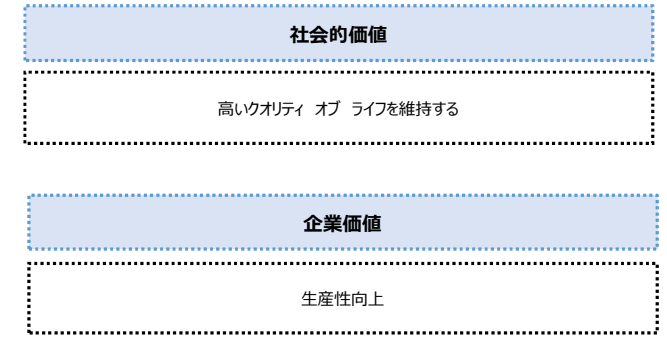 社会的価値
高いクオリティ オブ ライフを維持する
企業価値
生産性向上